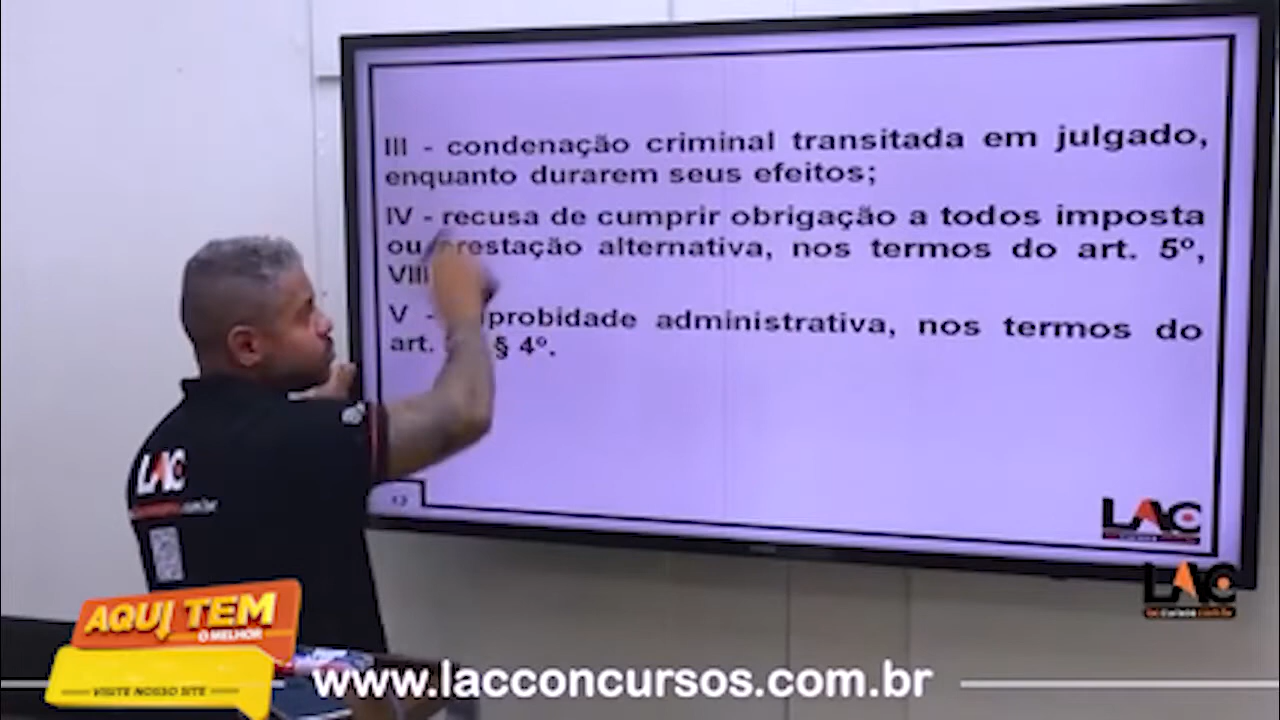 III - condenação criminal transitada em julgado,
enquanto durarem seus efeitos;
IV - recusa de cumprir obrigação a todos imposta
ou prestação alternativa, nos termos do art. 5º,
VIII
V - improbidade administrativa, nos termos do
art. § 4º.
LAC
LAC
LAC
AQUI TEM
O MELHOR
VISITE NOSSO SITE
www.lacconcursos.com.br